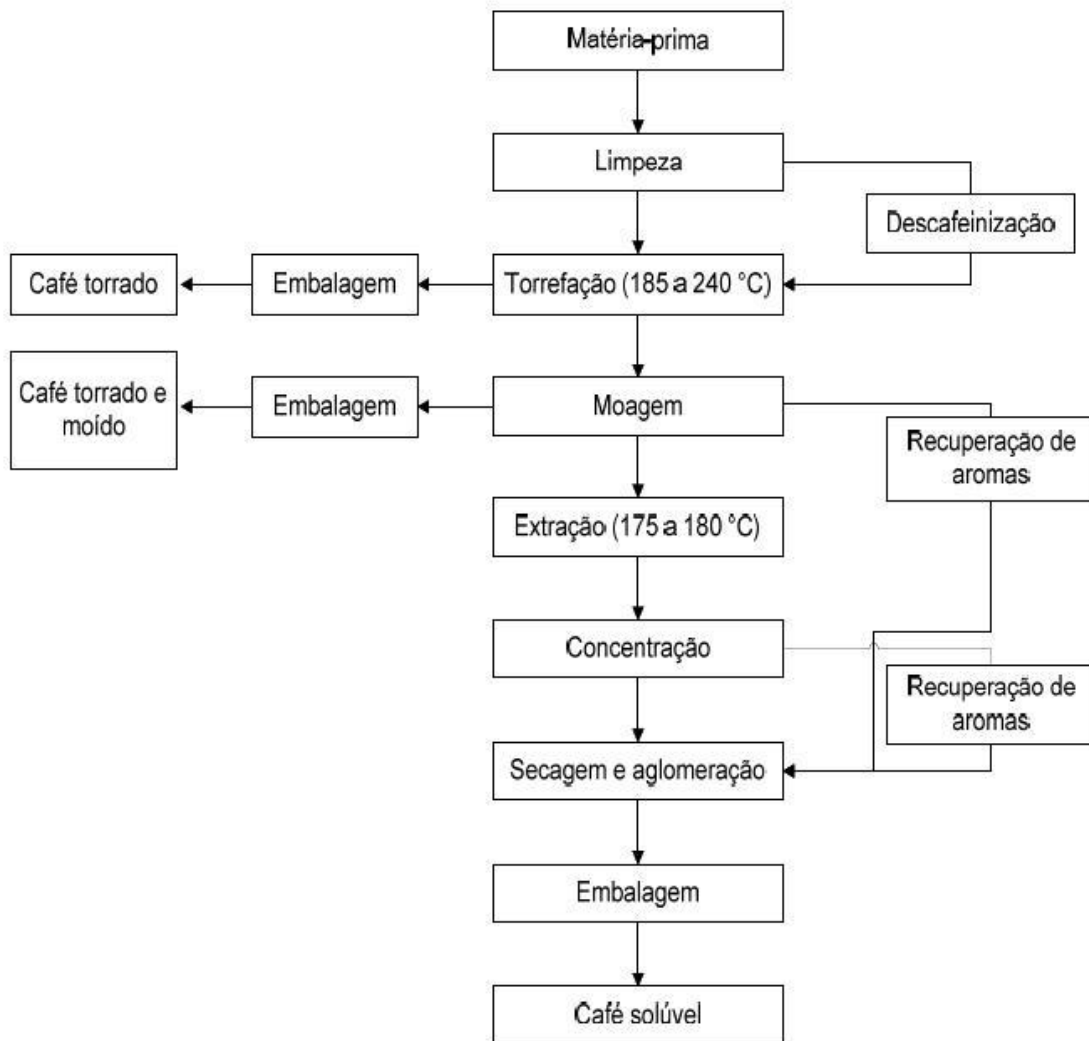 Matéria-prima
Limpeza
Descafeinização
Café torrado
Embalagem
Torrefação (185 a 240 °C)
Café torrado e
moído
Embalagem
Moagem
Recuperação de
aromas
Extração (175 a 180 °C)
Concentração
Recuperação de
aromas
Secagem e aglomeração
Embalagem
Café solúvel